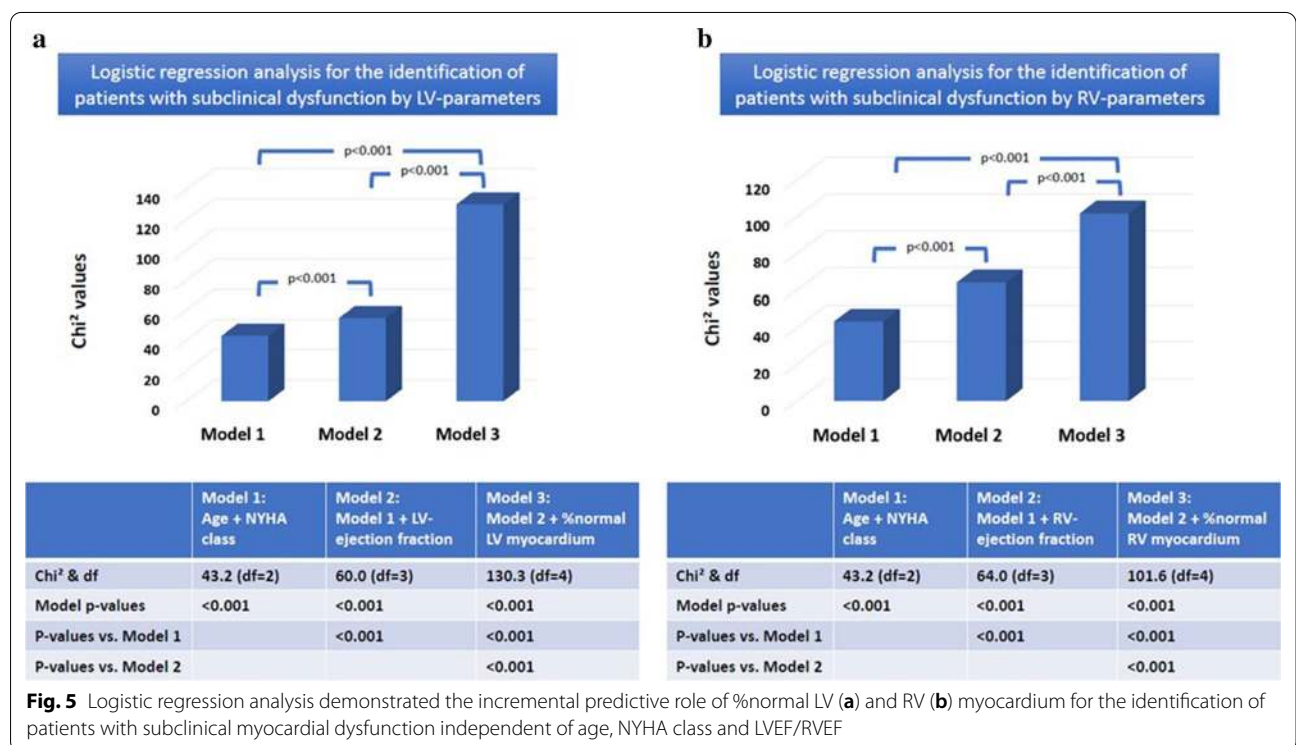 a
Logistic regression analysis for the identification of
patients with subclinical dysfunction by LV-parameters
p<0.001
p<0.001
p<0.001
Chi² values
140
120
100
80
60
40
20
0
Model 1 Model 2 Model 3
Model 1: Age + NYHA class
Model 2: Model 1 + LV-ejection fraction
Model 3: Model 2 + %normal LV myocardium
Chi² & df 43.2 (df=2) 60.0 (df=3) 130.3 (df=4)
Model p-values <0.001 <0.001 <0.001
P-values vs. Model 1 <0.001 <0.001
P-values vs. Model 2 <0.001
b
Logistic regression analysis for the identification of
patients with subclinical dysfunction by RV-parameters
p<0.001
p<0.001
p<0.001
Chi² values
120
100
80
60
40
20
0
Model 1 Model 2 Model 3
Model 1: Age + NYHA class
Model 2: Model 1 + RV-ejection fraction
Model 3: Model 2 + %normal RV myocardium
Chi² & df 43.2 (df=2) 64.0 (df=3) 101.6 (df=4)
Model p-values <0.001 <0.001 <0.001
P-values vs. Model 1 <0.001 <0.001
P-values vs. Model 2 <0.001
Fig. 5 Logistic regression analysis demonstrated the incremental predictive role of %normal LV (a) and RV (b) myocardium for the identification of
patients with subclinical myocardial dysfunction independent of age, NYHA class and LVEF/RVEF